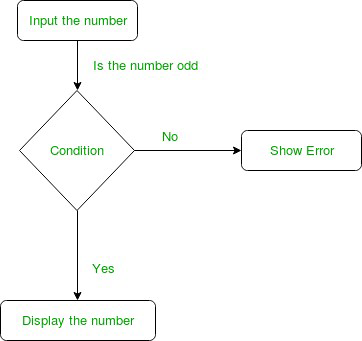 Input the number
Is the number odd
Condition
No
Show Error
Yes
Display the number